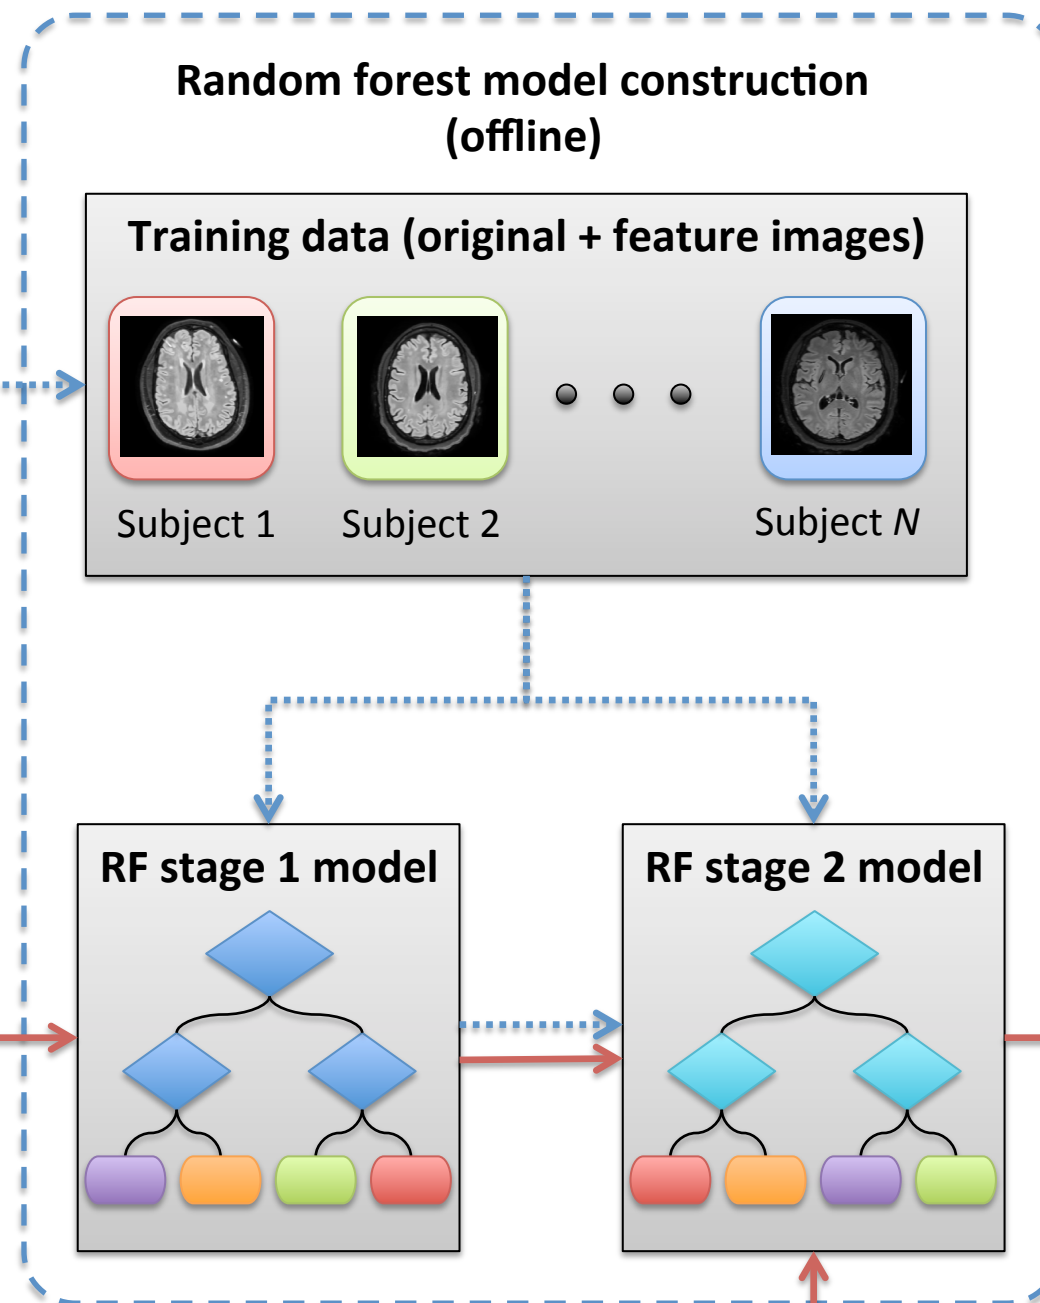 Random forest model construction
(offline)
Training data (original + feature images)
Subject 1
Subject 2
Subject N
RF stage 1 model
RF stage 2 model